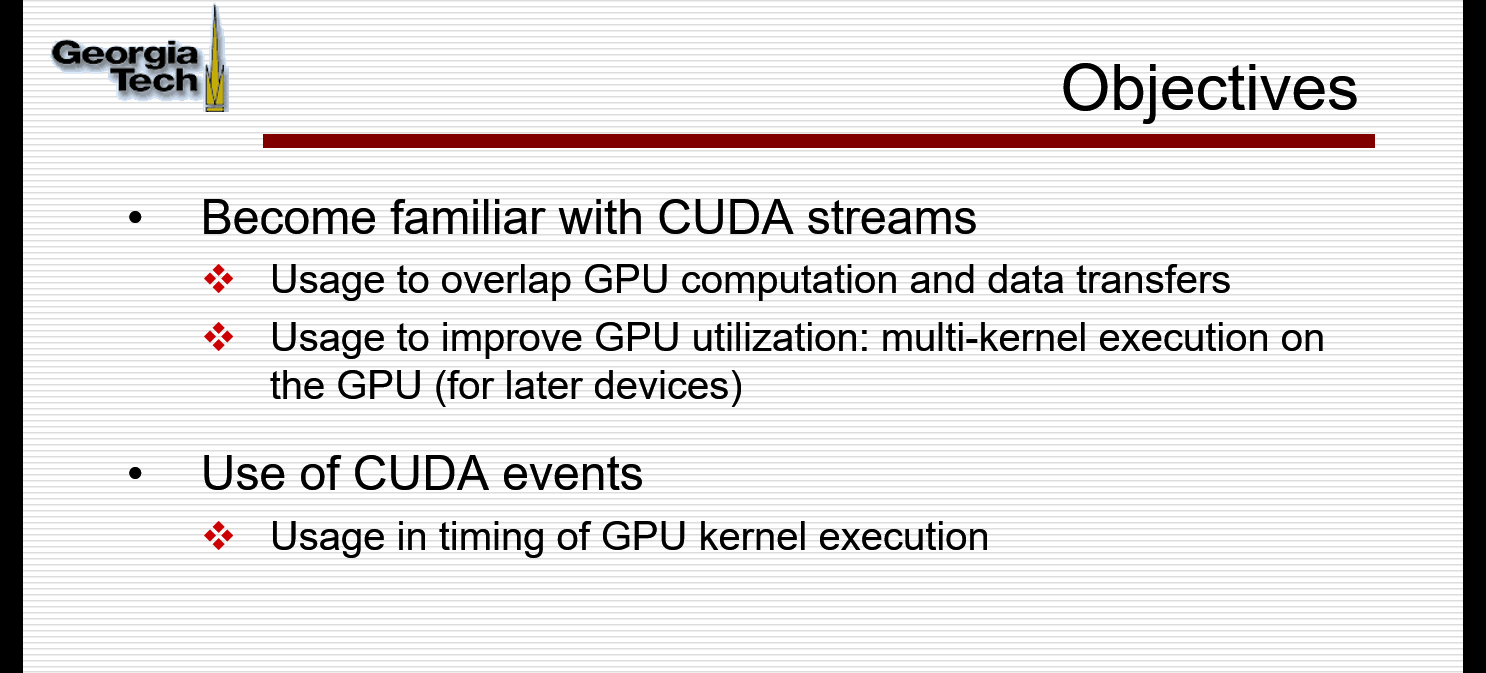 Georgia
Tech
Objectives
• Become familiar with CUDA streams
❖ Usage to overlap GPU computation and data transfers
❖ Usage to improve GPU utilization: multi-kernel execution on
the GPU (for later devices)
• Use of CUDA events
❖ Usage in timing of GPU kernel execution